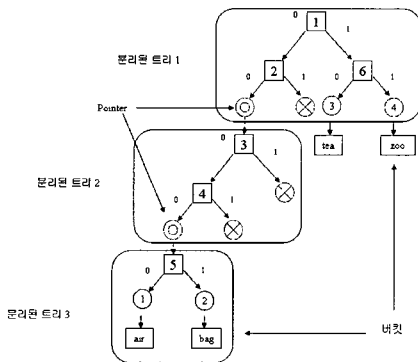 0 1 1
분리된 트리 1
0 2 1 0 6 1
Pointer
3 4
0 3 1
tea zoo
분리된 트리 2
0 4 1
0 5 1
분리된 트리 3
1 2
버킷
air bag